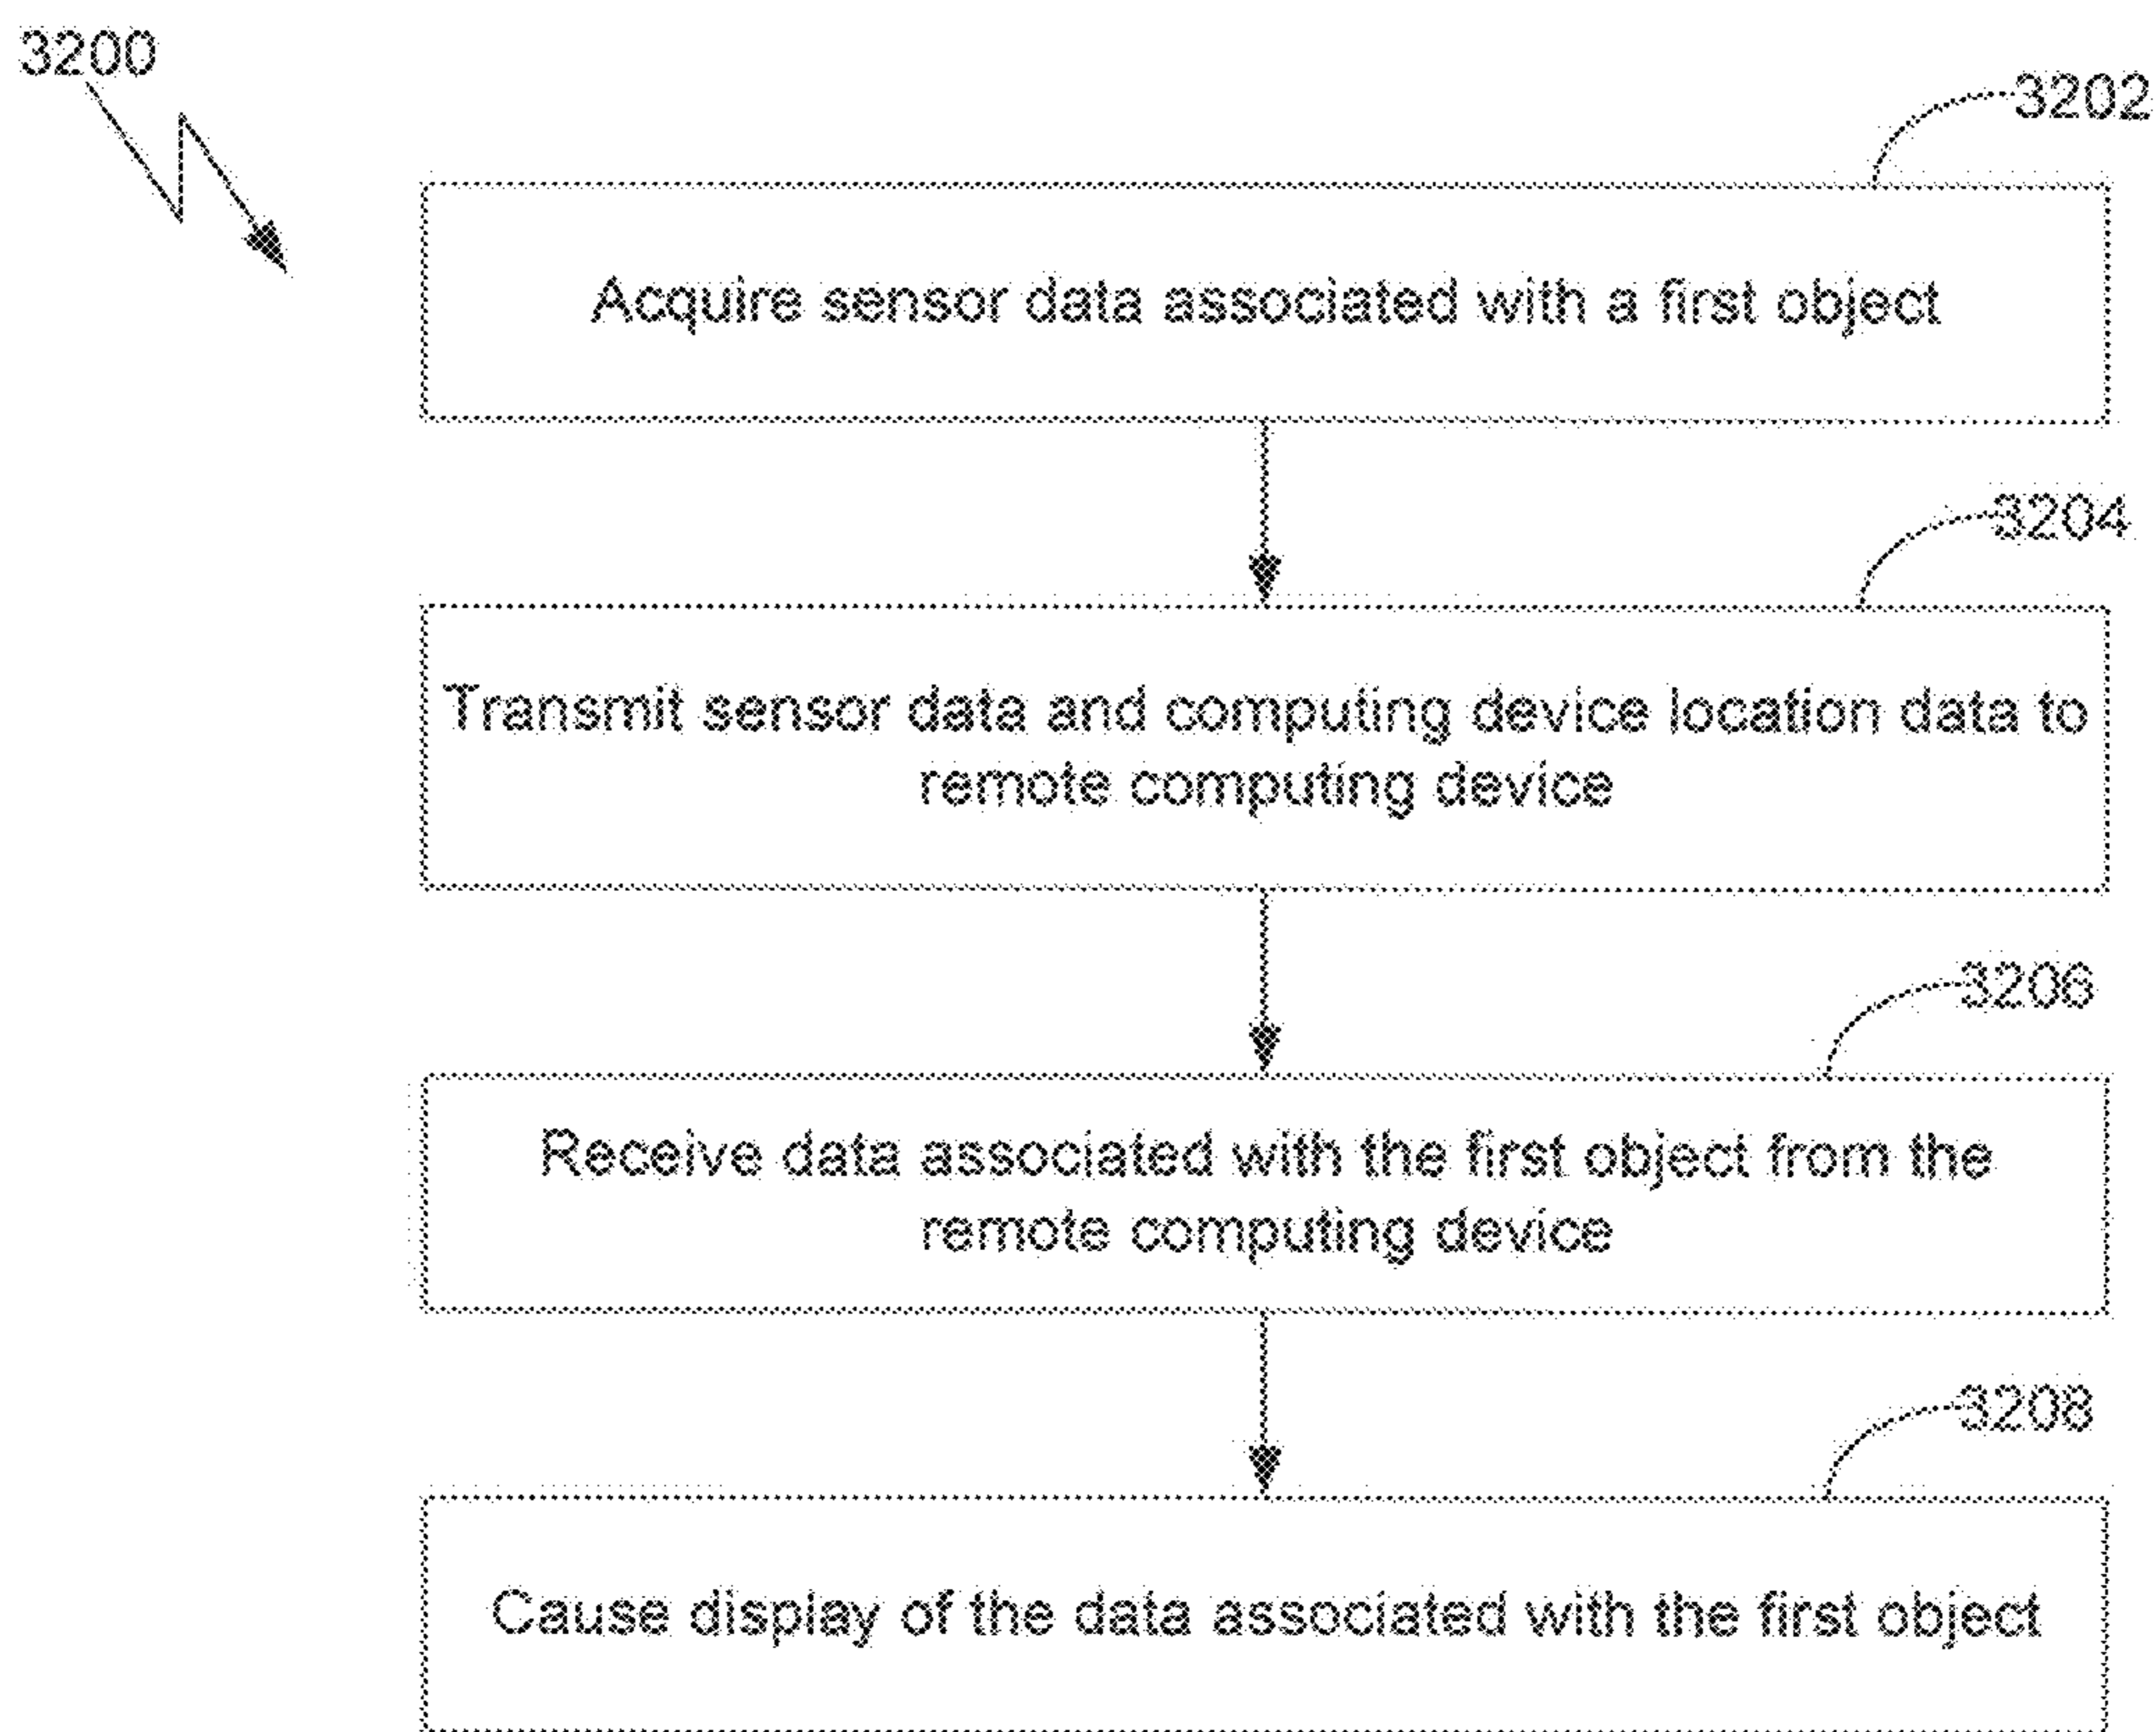 3200
3202
Acquire sensor data associated with a first object
3204
Transmit sensor data and computing device location data to
remote computing device
3206
Receive data associated with the first object from the
remote computing device
3208
Cause display of the data associated with the first object